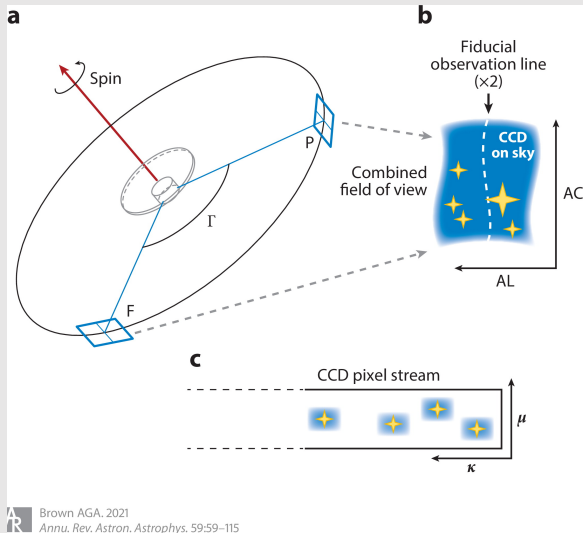 a
Spin
P
Γ
F
b
Fiducial
observation line
(×2)
CCD
on sky
Combined
field of view
AC
AL
c
CCD pixel stream
μ
κ
AR
Brown AGA. 2021
Annu. Rev. Astron. Astrophys. 59:59–115